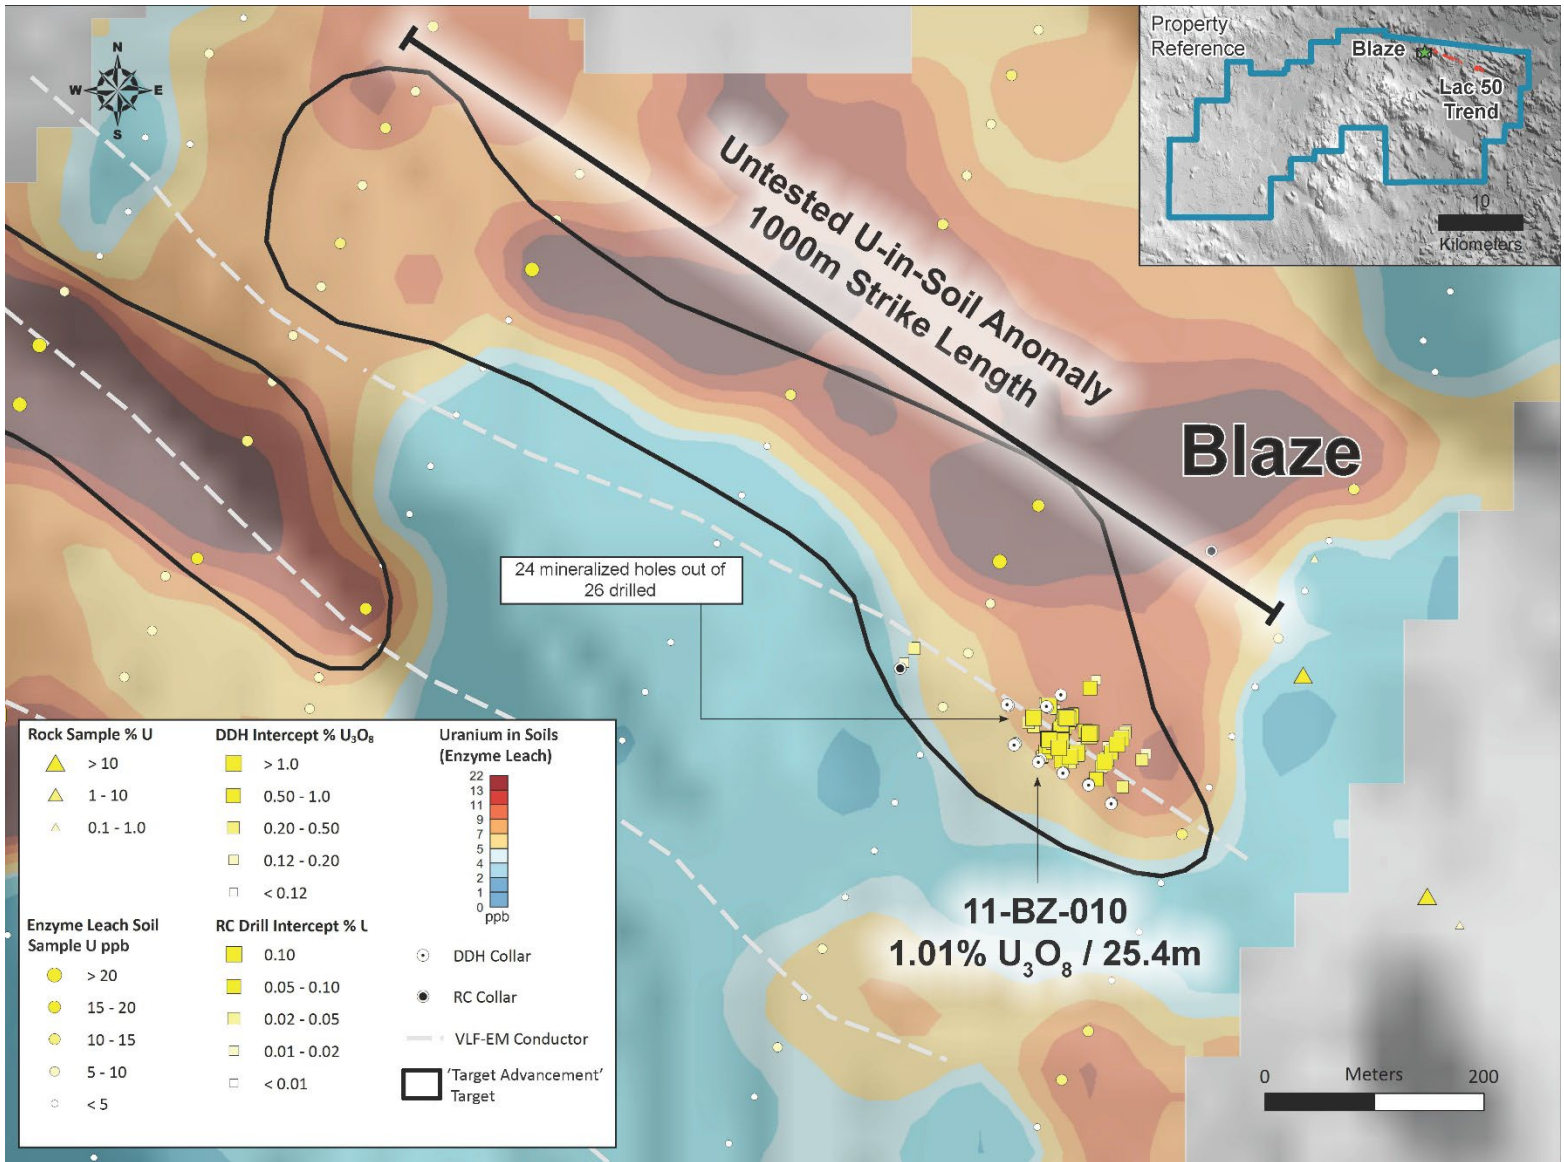 N
W
E
S
Property
Reference
Blaze
Lac 50
Trend
10
Kilometers
Untested U-in-Soil Anomaly
1000m Strike Length
Blaze
24 mineralized holes out of
26 drilled
11-BZ-010
1.01% U₃O₈ / 25.4m
Rock Sample % U
> 10
1 - 10
0.1 - 1.0
Enzyme Leach Soil
Sample U ppb
> 20
15 - 20
10 - 15
5 - 10
< 5
DDH Intercept % U₃O₈
> 1.0
0.50 - 1.0
0.20 - 0.50
0.12 - 0.20
< 0.12
RC Drill Intercept % U
0.10
0.05 - 0.10
0.02 - 0.05
0.01 - 0.02
< 0.01
Uranium in Soils
(Enzyme Leach)
22
13
11
9
7
5
4
2
1
0
ppb
DDH Collar
RC Collar
VLF-EM Conductor
'Target Advancement'
Target
0 Meters 200